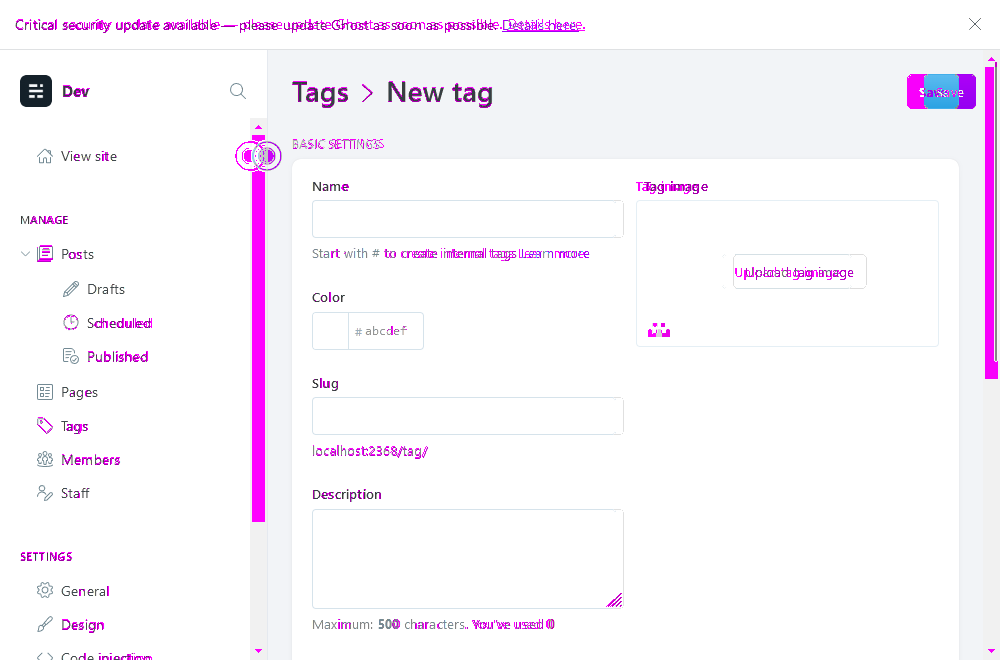 Critical security update available — please update Ghost as soon as possible. Details here.
Dev
Tags > New tag
Save
View site
BASIC SETTINGS
Name
Tag image
MANAGE
Posts
Start with # to create internal tags Learn more
Upload tag image
Drafts
Color
Scheduled
# abcdef
Published
Slug
Pages
Tags
localhost:2368/tag/
Members
Staff
Description
SETTINGS
General
Design
Maximum: 500 characters. You've used 0
Code injection